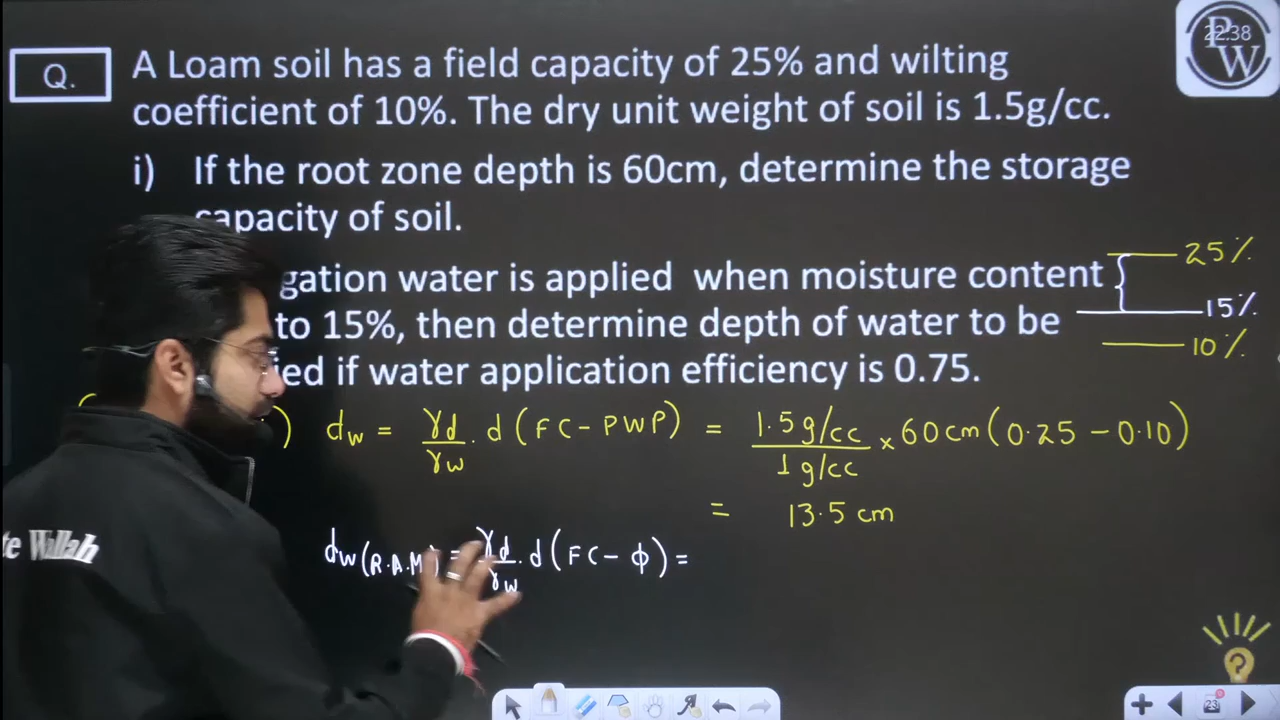 22:38
PW
Q. A Loam soil has a field capacity of 25% and wilting
coefficient of 10%. The dry unit weight of soil is 1.5g/cc.
i) If the root zone depth is 60cm, determine the storage
capacity of soil.
gation water is applied when moisture content
to 15%, then determine depth of water to be
ied if water application efficiency is 0.75.
25%
15%
10%
) dw = γd/γw . d (FC - PWP) = 1.5g/cc / 1g/cc × 60cm (0.25 - 0.10)
= 13.5 cm
dw(R.A.M) = γd/γw . d (FC - ϕ) =
te Wallah
23